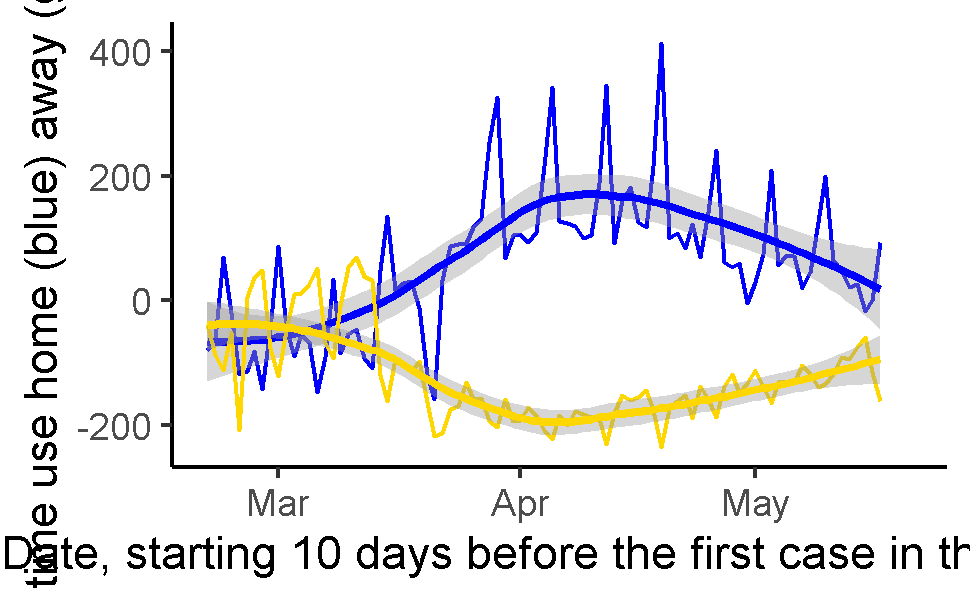 time use home (blue) away (
400
200
0
-200
Mar Apr May
Date, starting 10 days before the first case in th